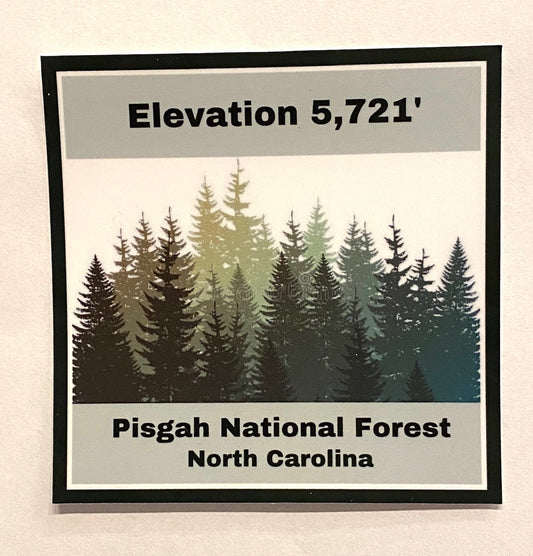 Elevation 5,721'
Pisgah National Forest
North Carolina